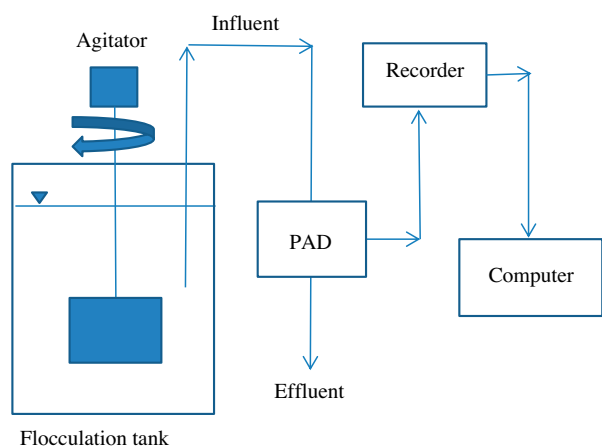 Influent
Agitator
Recorder
PAD
Computer
Effluent
Flocculation tank